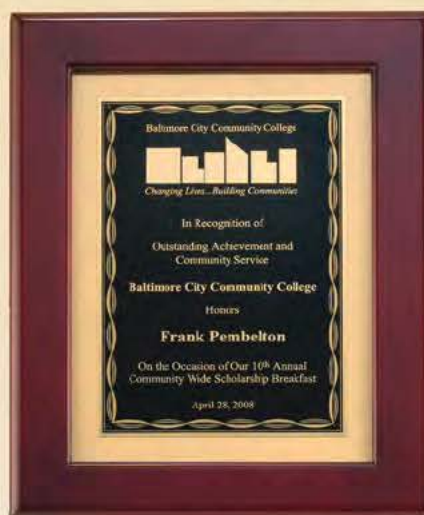 Baltimore City Community College
Changing Lives...Building Communities
In Recognition of
Outstanding Achievement and
Community Service
Baltimore City Community College
Honors
Frank Pembelton
On the Occasion of Our 10th Annual
Community Wide Scholarship Breakfast
April 28, 2008